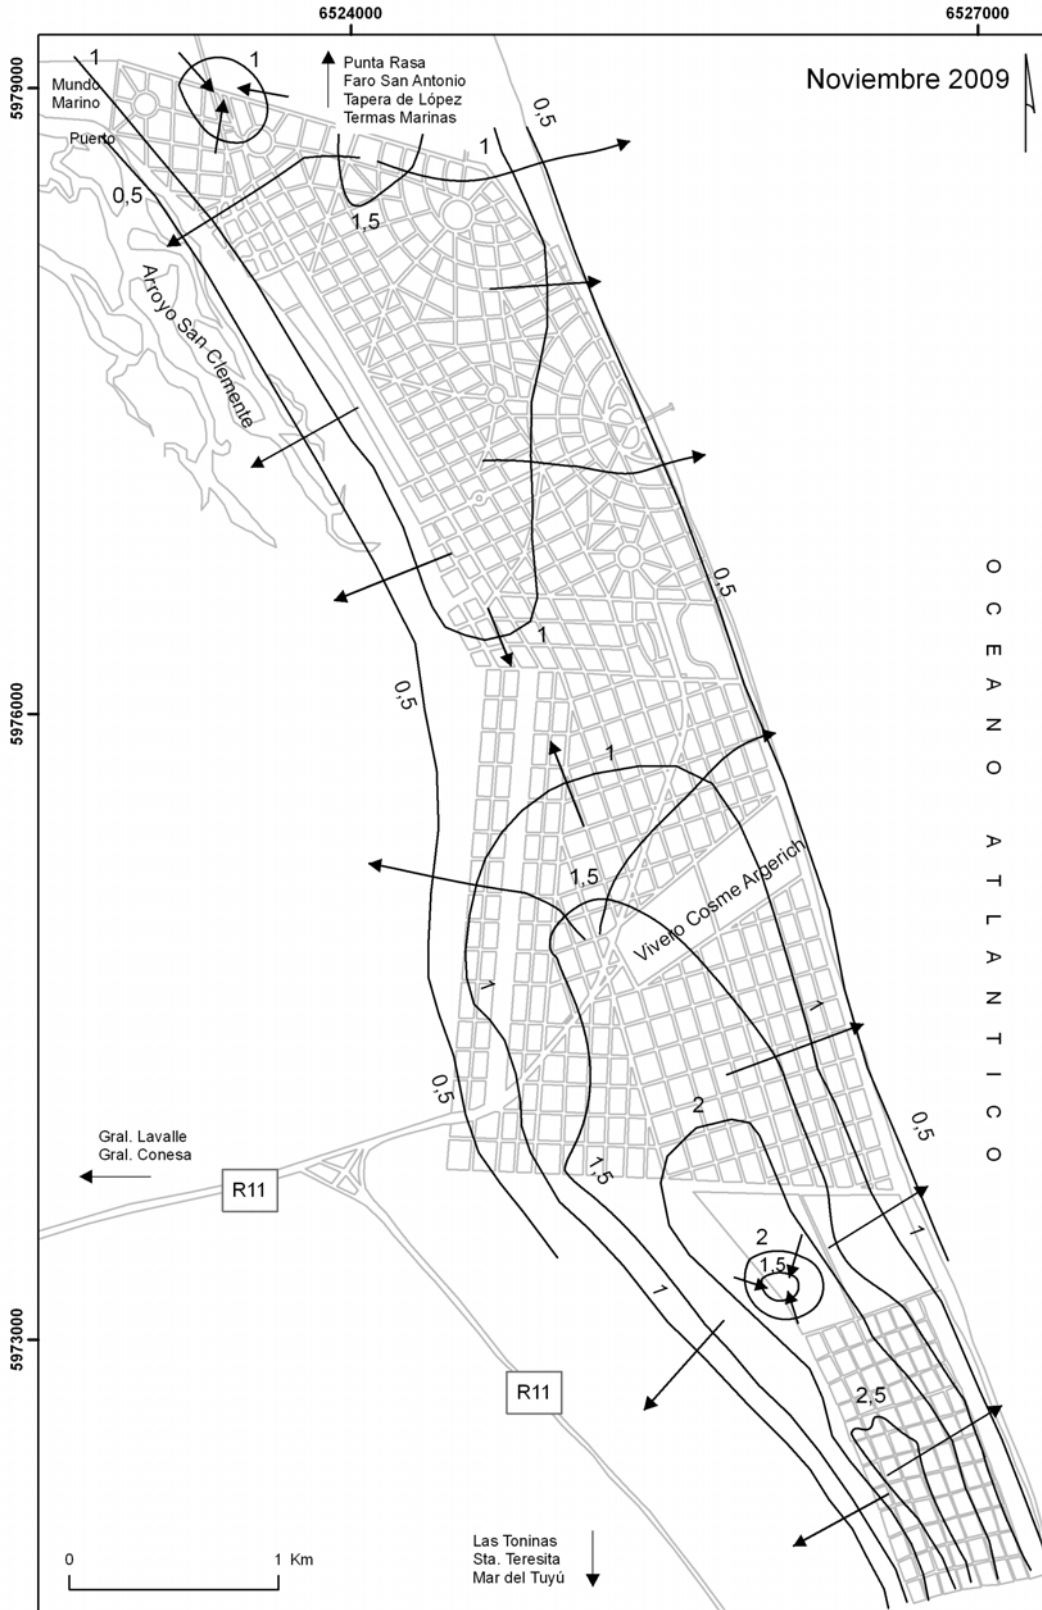 6524000
6527000
5979000
5976000
5973000
Noviembre 2009
Mundo
Marino
Puerto
Punta Rasa
Faro San Antonio
Tapera de López
Termas Marinas
1
1
1
0,5
0,5
1,5
Arroyo San Clemente
0,5
1
0,5
OCEANO ATLANTICO
1
1,5
Vivero Cosme Argerich
1
1
0,5
2
0,5
Gral. Lavalle
Gral. Conesa
R11
1,5
2
1
1,5
1
R11
2,5
Las Toninas
Sta. Teresita
Mar del Tuyú
0
1 Km